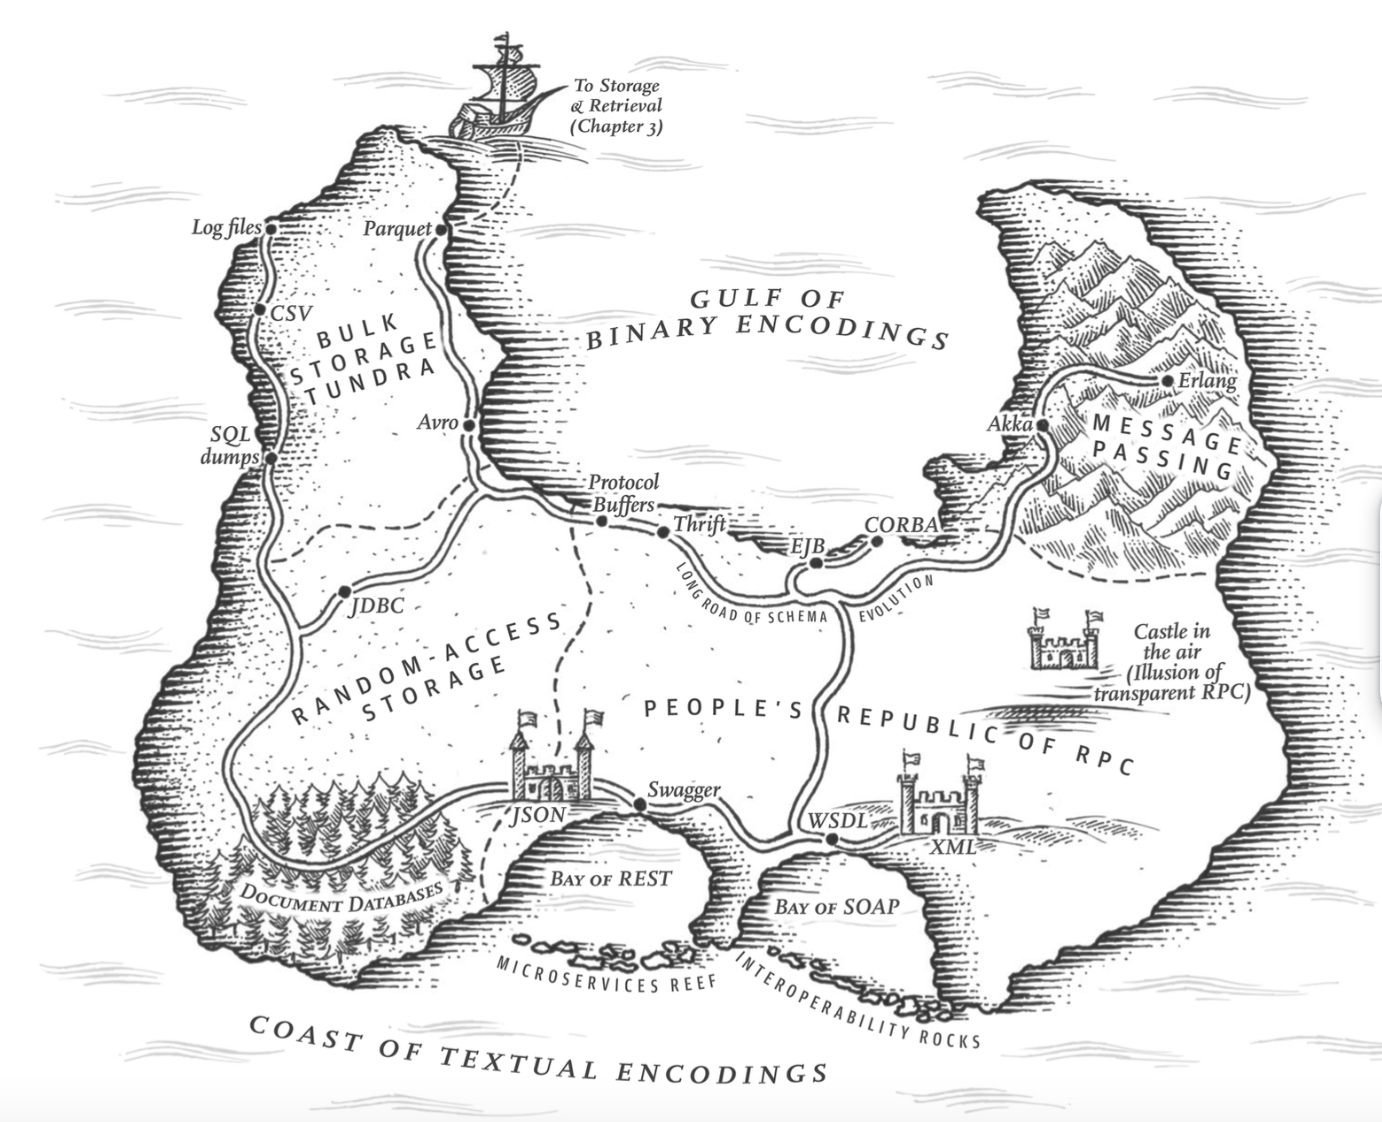 To Storage
& Retrieval
(Chapter 3)
Log files
Parquet
CSV
BULK
STORAGE
TUNDRA
GULF OF
BINARY ENCODINGS
Erlang
Avro
Akka
MESSAGE
PASSING
SQL
dumps
Protocol
Buffers
Thrift
EJB
CORBA
LONG ROAD OF SCHEMA EVOLUTION
JDBC
RANDOM-ACCESS
STORAGE
Castle in
the air
(Illusion of
transparent RPC)
PEOPLE'S REPUBLIC OF RPC
JSON
Swagger
WSDL
XML
DOCUMENT DATABASES
BAY OF REST
BAY OF SOAP
MICROSERVICES REEF
INTEROPERABILITY ROCKS
COAST OF TEXTUAL ENCODINGS